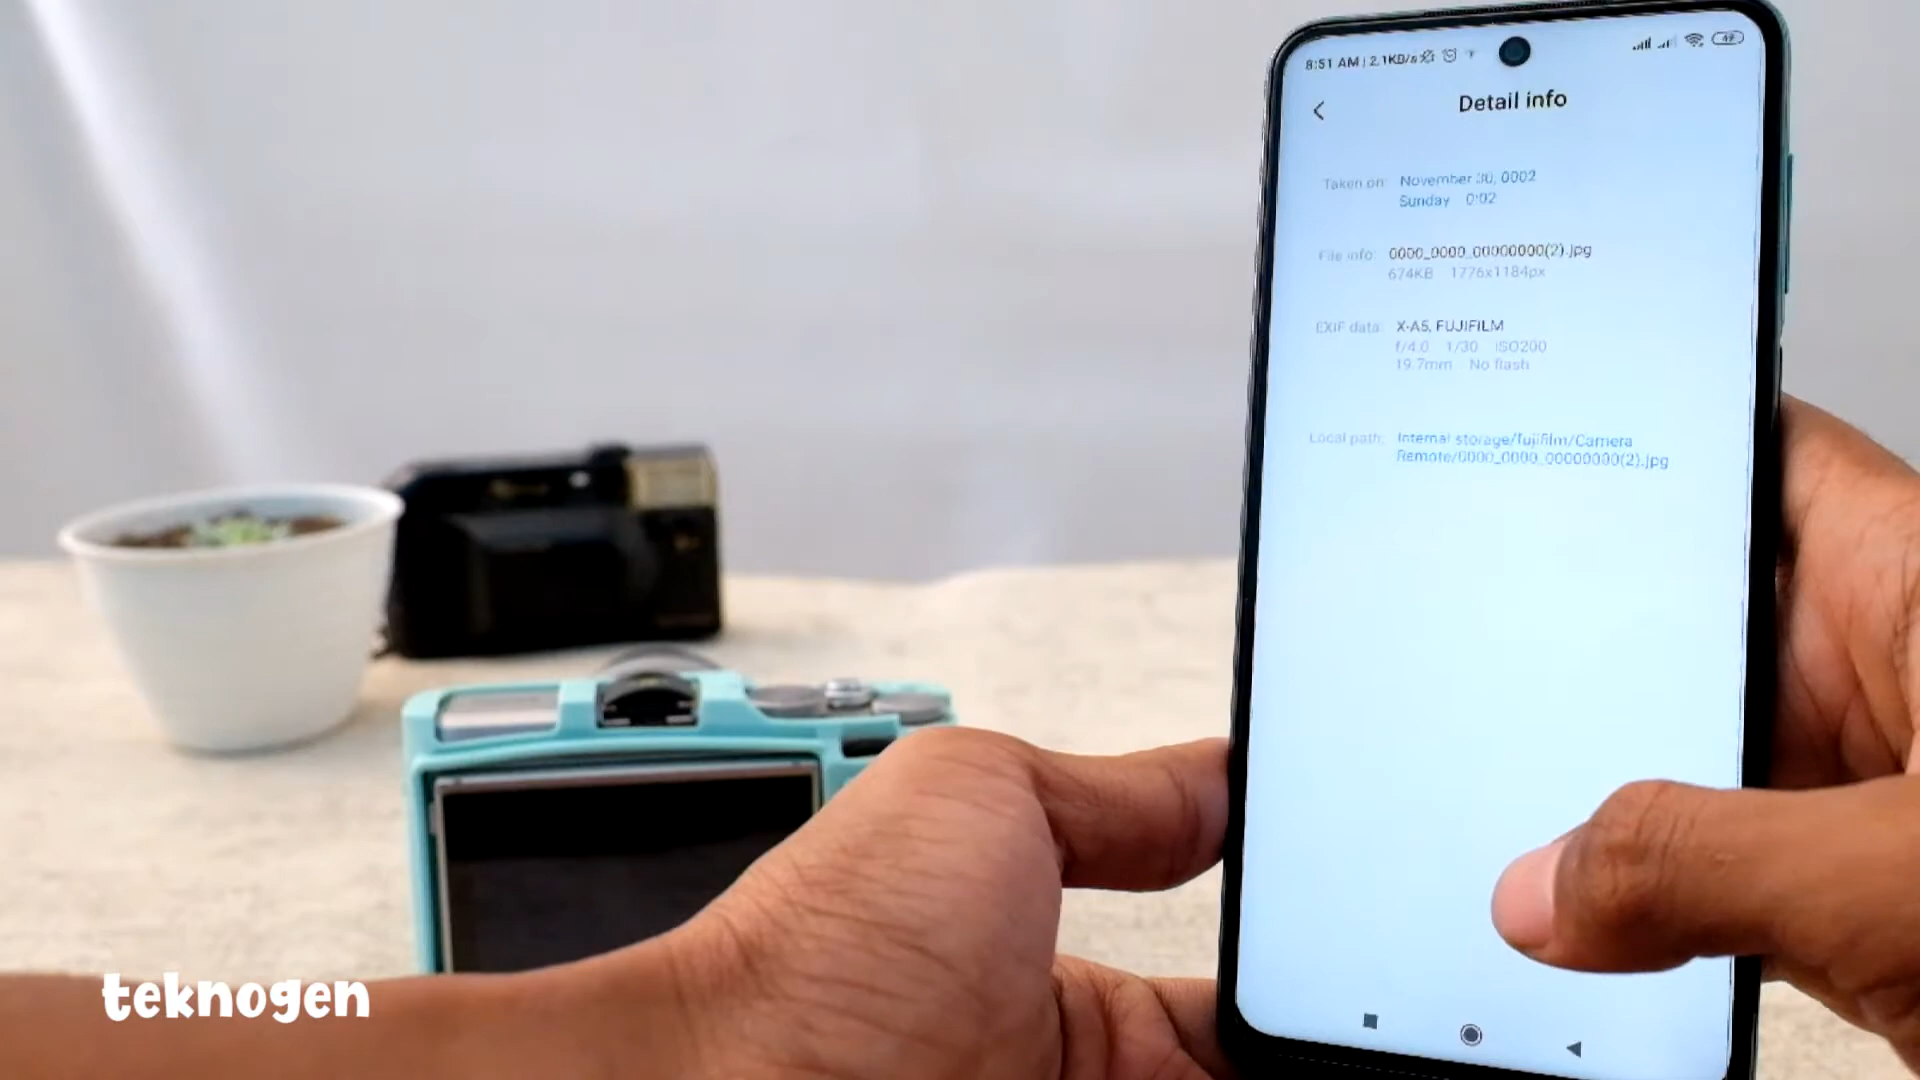 8:51 AM | 2.1KB/s
49
Detail info
Taken on: November 30, 0002
Sunday 0:02
File info: 0000_0000_00000000(2).jpg
674KB 1776x1184px
EXIF data: X-A5, FUJIFILM
f/4.0 1/30 ISO200
19.7mm No flash
Local path: Internal storage/fujifilm/Camera
Remote/0000_0000_00000000(2).jpg
teknogen